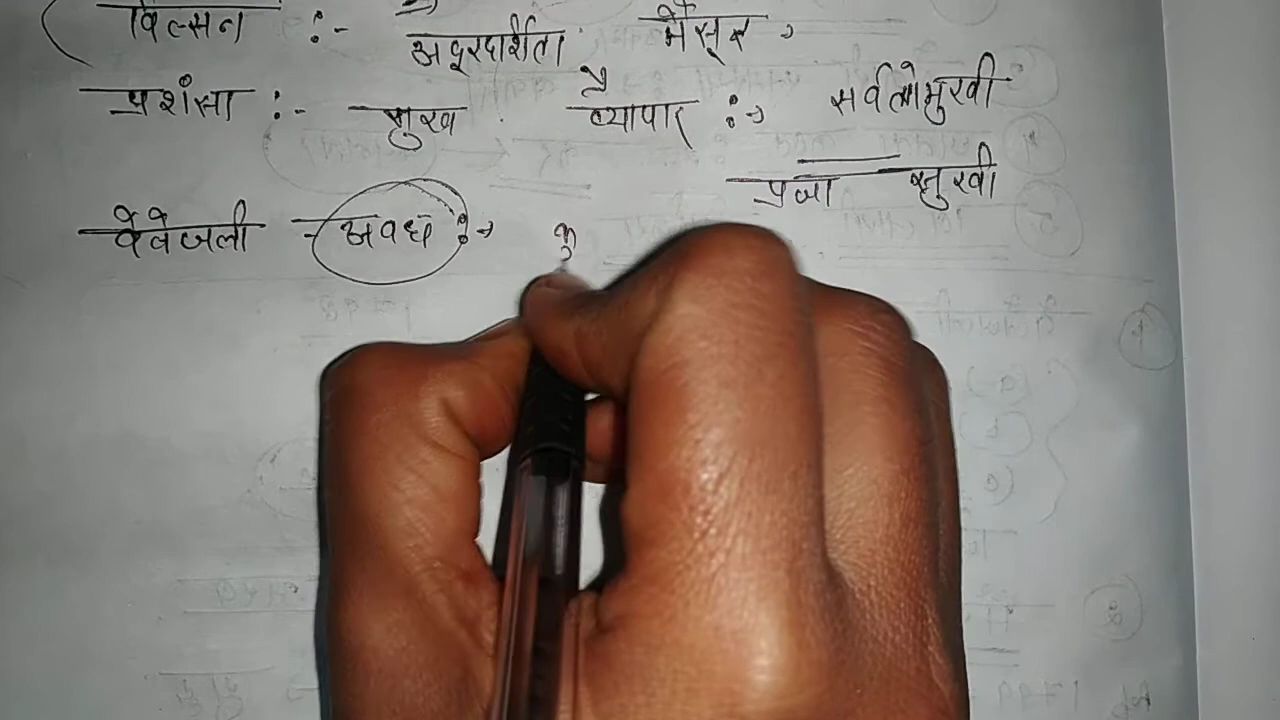 विल्सन :- अदूरदर्शिता मैसूर
प्रशंसा :- सुख व्यापार :→ सर्वतोमुखी
प्रजा सुखी
वेवेजली - अवध :→ कु